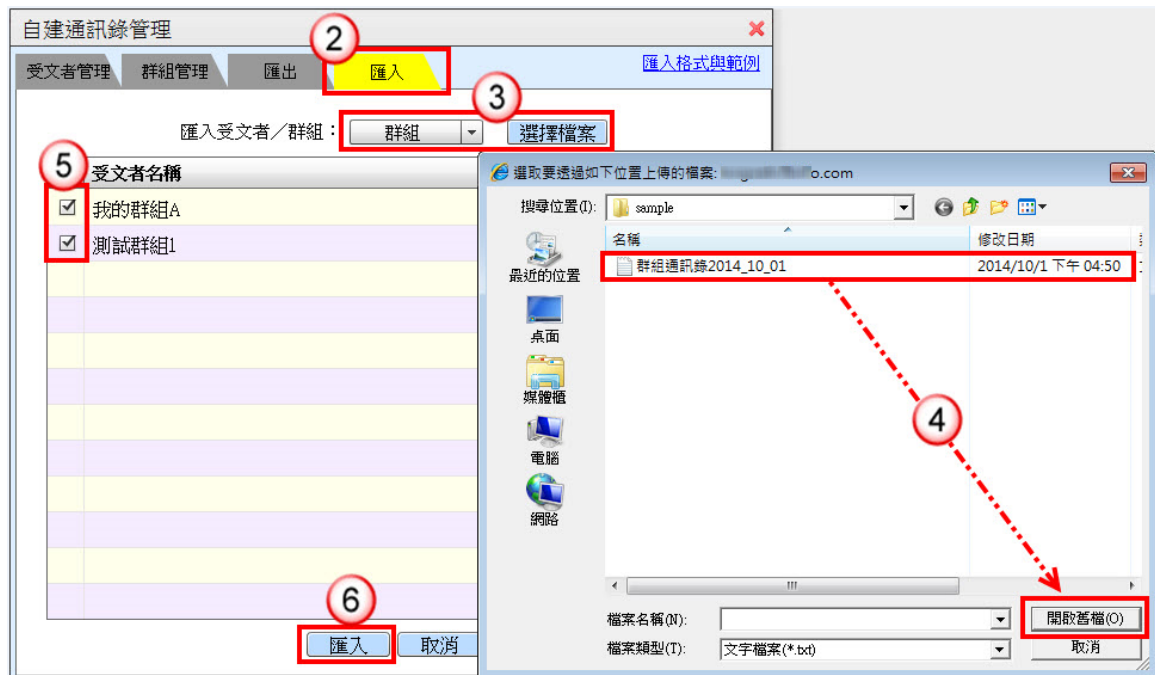 自建通訊錄管理
2
受文者管理 群組管理 匯出 匯入 匯入格式與範例
3
匯入受文者／群組： 群組 選擇檔案
5 受文者名稱
我的群組A
測試群組1
6
匯入 取消
選取要透過如下位置上傳的檔案: o.com
搜尋位置(I): sample
名稱 修改日期
群組通訊錄2014_10_01 2014/10/1 下午 04:50
最近的位置
桌面
媒體櫃
電腦
網路
4
檔案名稱(N): 開啟舊檔(O)
檔案類型(T): 文字檔案(*.txt) 取消